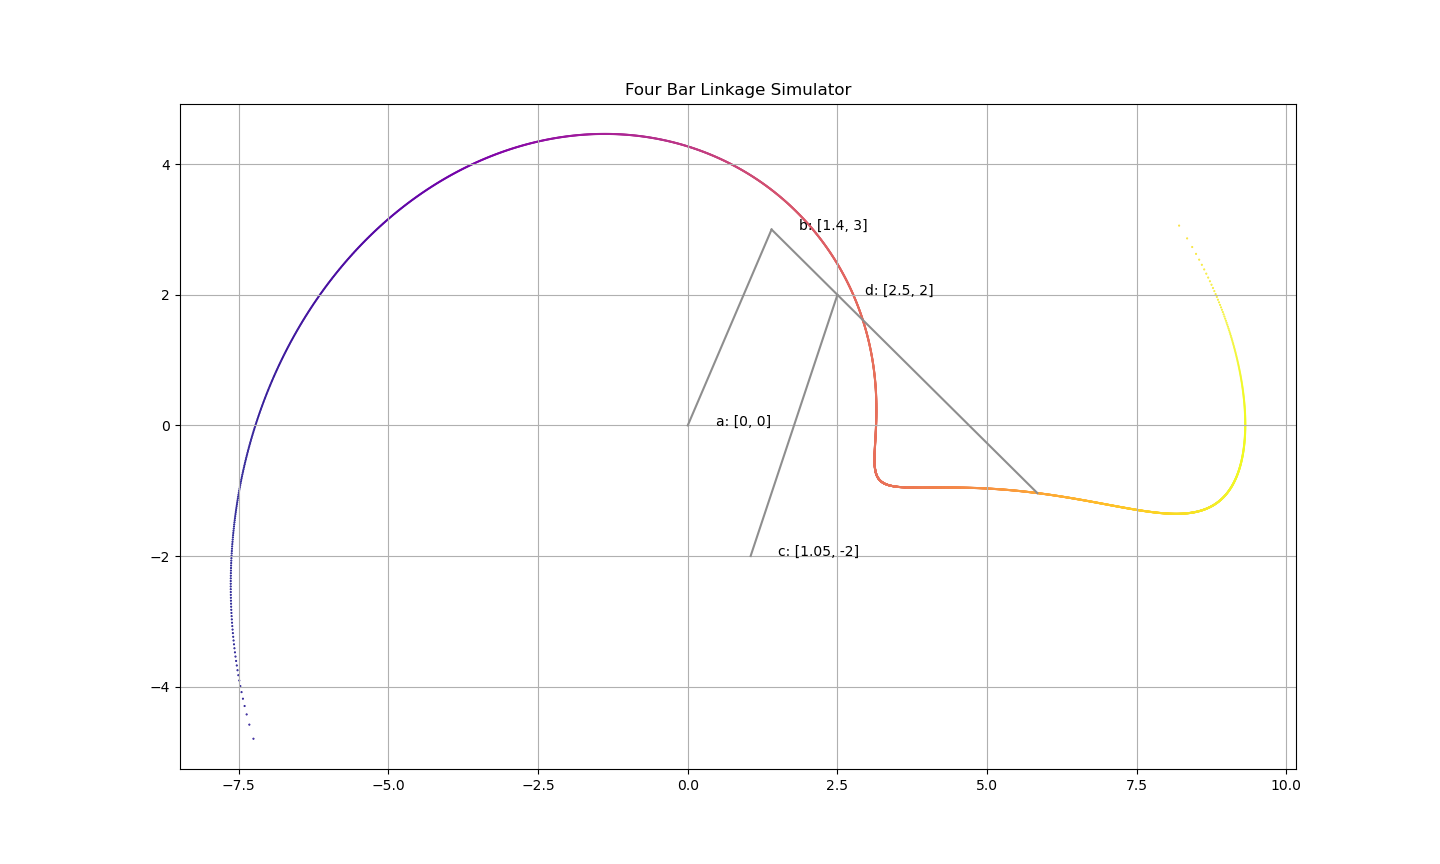 Four Bar Linkage Simulator
4
b: [1.4, 3]
2
d: [2.5, 2]
0
a: [0, 0]
−2
c: [1.05, -2]
−4
−7.5 −5.0 −2.5 0.0 2.5 5.0 7.5 10.0